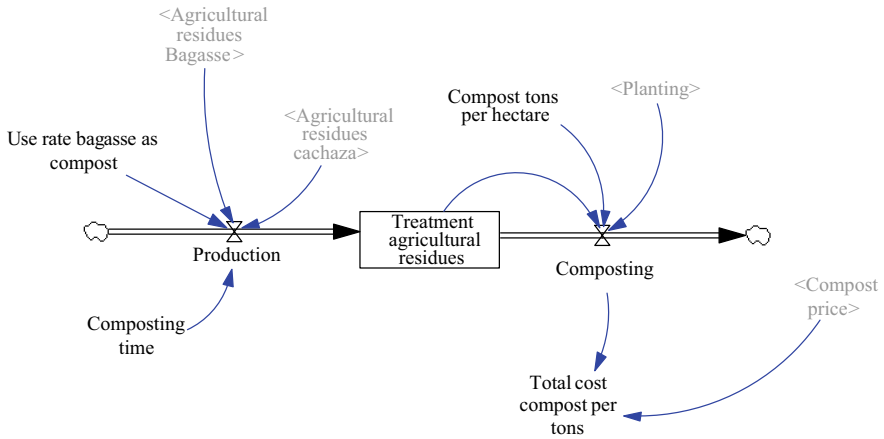 <Agricultural
residues
Bagasse>
<Agricultural
residues
cachaza>
Use rate bagasse as
compost
Production
Composting
time
Treatment
agricultural
residues
Compost tons
per hectare
<Planting>
Composting
<Compost
price>
Total cost
compost per
tons